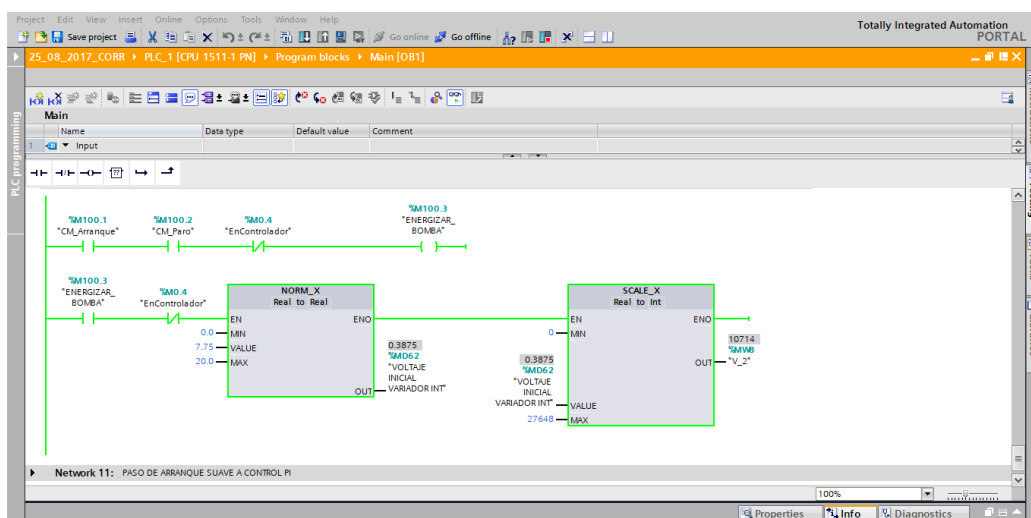 Project Edit View Insert Online Options Tools Window Help
Totally Integrated Automation
PORTAL
Save project
Go online
Go offline
25_08_2017_CORR ▸ PLC_1 [CPU 1511-1 PN] ▸ Program blocks ▸ Main [OB1]
PLC programming
Main
Name Data type Default value Comment
1 Input
%M100.1
"CM_Arranque"
%M100.2
"CM_Paro"
%M0.4
"EnControlador"
%M100.3
"ENERGIZAR_
BOMBA"
%M100.3
"ENERGIZAR_
BOMBA"
%M0.4
"EnControlador"
NORM_X
Real to Real
EN ENO
0.0 MIN
7.75 VALUE
20.0 MAX
OUT
0.3875
%MD62
"VOLTAJE
INICIAL
VARIADOR INT"
SCALE_X
Real to Int
EN ENO
0 MIN
0.3875
%MD62
"VOLTAJE
INICIAL
VARIADOR INT"
VALUE
27648 MAX
OUT
10714
%MW8
"V_2"
Network 11: PASO DE ARRANQUE SUAVE A CONTROL PI
100%
Properties Info Diagnostics